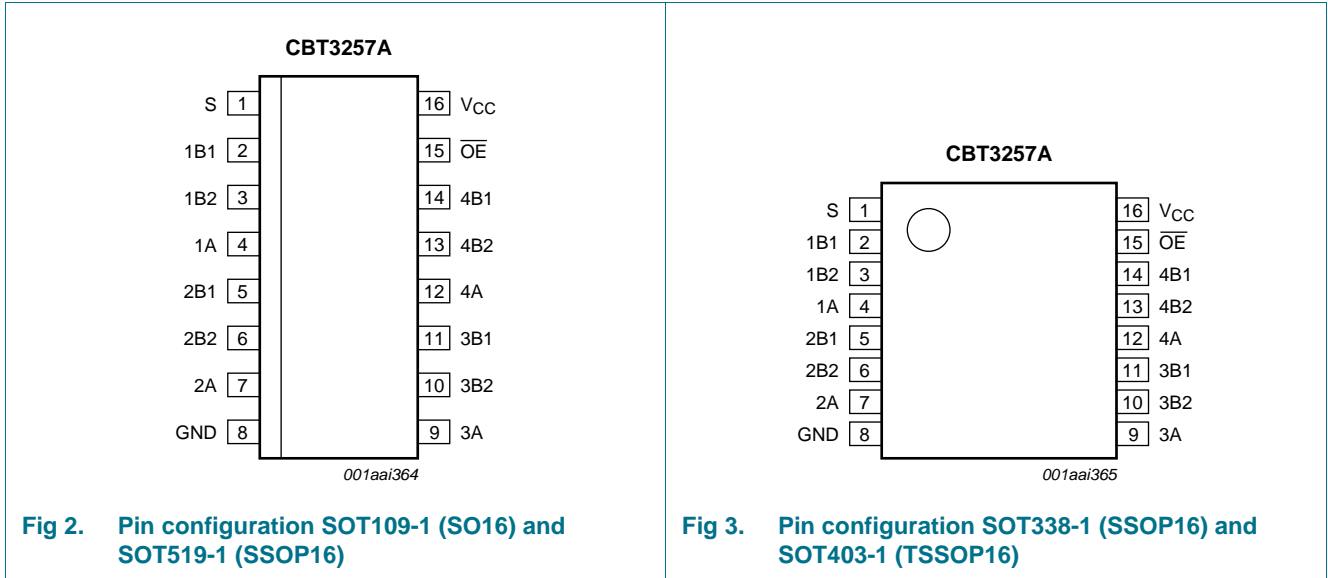 CBT3257A
S 1 16 VCC
1B1 2 15 O̅E̅
1B2 3 14 4B1
1A 4 13 4B2
2B1 5 12 4A
2B2 6 11 3B1
2A 7 10 3B2
GND 8 9 3A
001aai364
Fig 2. Pin configuration SOT109-1 (SO16) and
SOT519-1 (SSOP16)
CBT3257A
S 1 16 VCC
1B1 2 15 O̅E̅
1B2 3 14 4B1
1A 4 13 4B2
2B1 5 12 4A
2B2 6 11 3B1
2A 7 10 3B2
GND 8 9 3A
001aai365
Fig 3. Pin configuration SOT338-1 (SSOP16) and
SOT403-1 (TSSOP16)